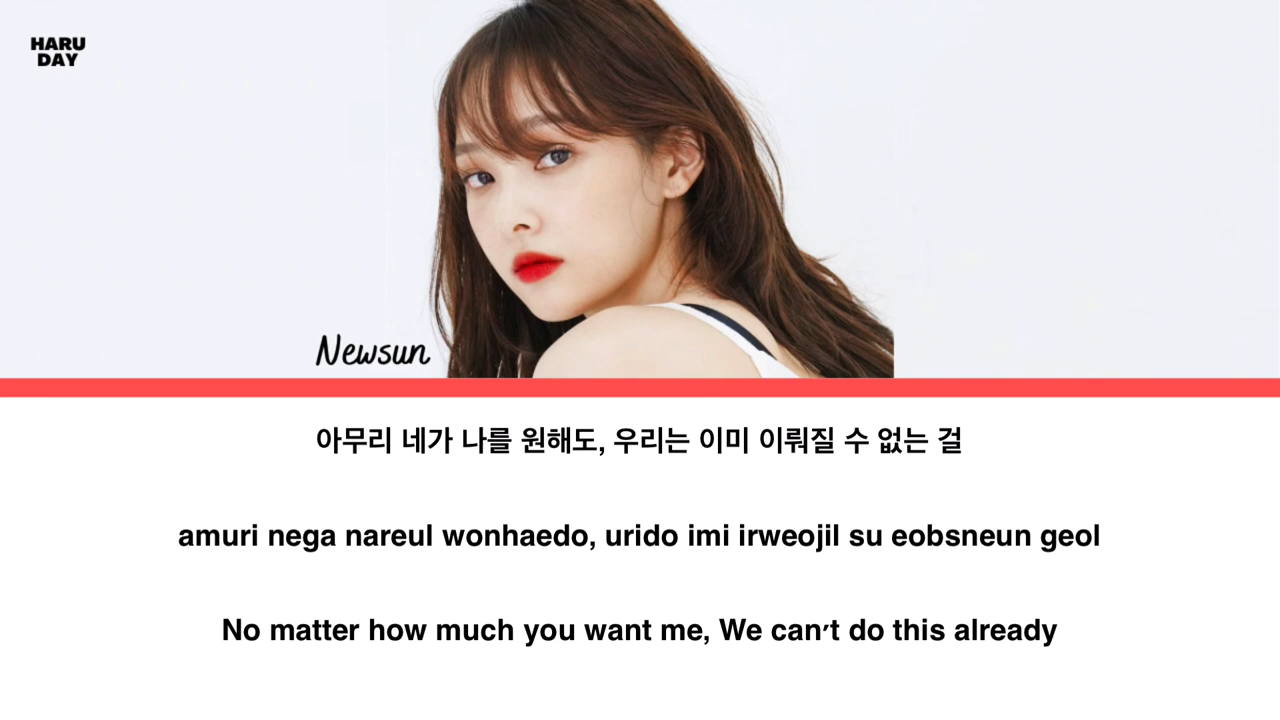 HARU
DAY
Newsun
아무리 네가 나를 원해도, 우리는 이미 이뤄질 수 없는 걸
amuri nega nareul wonhaedo, urido imi irweojil su eobsneun geol
No matter how much you want me, We can't do this already